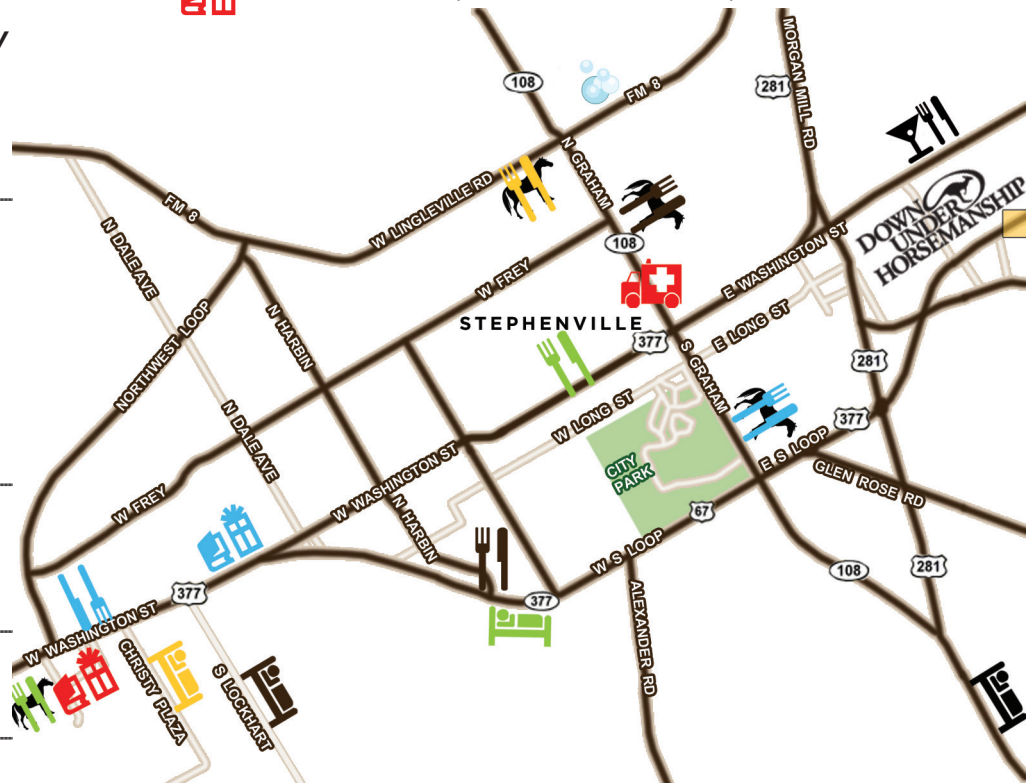 108
FM 8
281
MORGAN MILL RD
N GRAHAM
W LINGLEVILLE RD
FM 8
N DALE AVE
108
DOWN
UNDER
HORSEMANSHIP
E WASHINGTON ST
W FREY
N HARBIN
NORTHWEST LOOP
STEPHENVILLE
377
E LONG ST
S GRAHAM
281
W LONG ST
377
N DALE AVE
E S LOOP
CITY
PARK
GLEN ROSE RD
W WASHINGTON ST
W FREY
N HARBIN
67
W S LOOP
108
281
377
377
W WASHINGTON ST
ALEXANDER RD
CHRISTY PLAZA
S LOCKHART